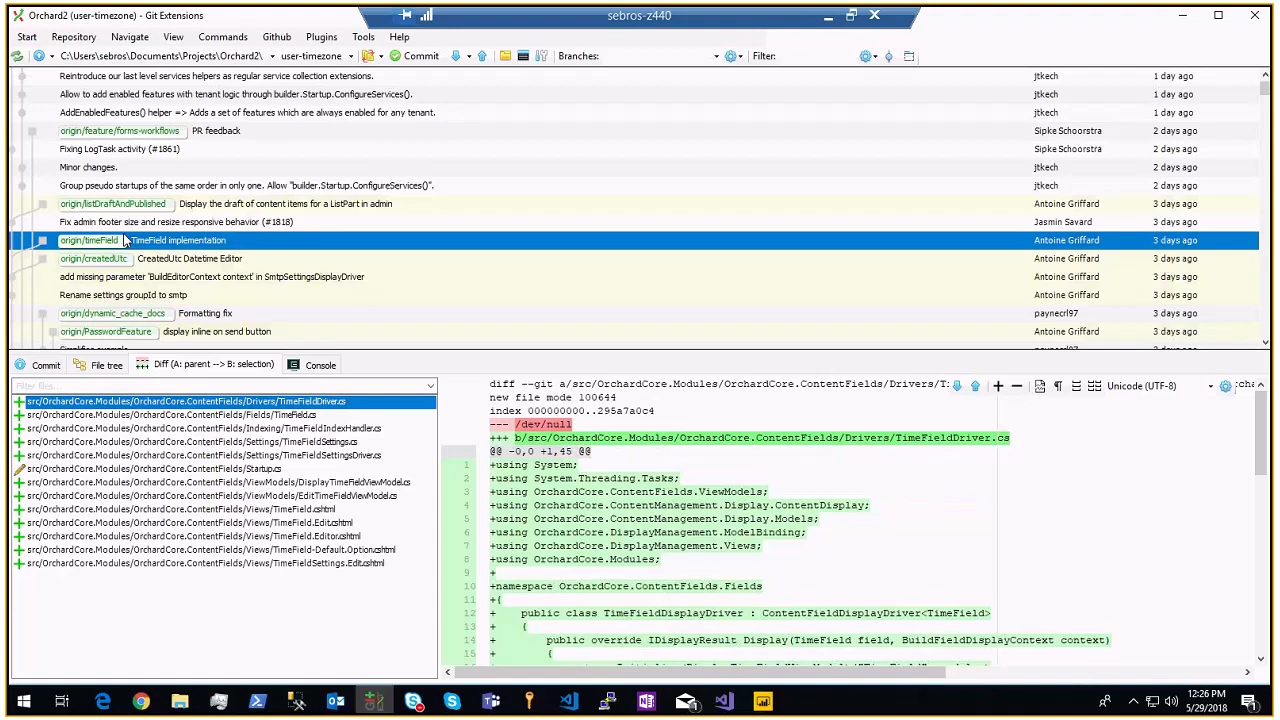 Orchard2 (user-timezone) - Git Extensions
sebros-z440
Start Repository Navigate View Commands Github Plugins Tools Help
C:\Users\sebros\Documents\Projects\Orchard2\ user-timezone Commit Branches: Filter:
Reintroduce our last level services helpers as regular service collection extensions. jtkech 1 day ago
Allow to add enabled features with tenant logic through builder.Startup.ConfigureServices(). jtkech 1 day ago
AddEnabledFeatures() helper => Adds a set of features which are always enabled for any tenant. jtkech 1 day ago
origin/feature/forms-workflows PR feedback Sipke Schoorstra 2 days ago
Fixing LogTask activity (#1861) Sipke Schoorstra 2 days ago
Minor changes. jtkech 2 days ago
Group pseudo startups of the same order in only one. Allow "builder.Startup.ConfigureServices()". jtkech 2 days ago
origin/listDraftAndPublished Display the draft of content items for a ListPart in admin Antoine Griffard 3 days ago
Fix admin footer size and resize responsive behavior (#1818) Jasmin Savard 3 days ago
origin/timeField TimeField implementation Antoine Griffard 3 days ago
origin/createdUtc CreatedUtc Datetime Editor Antoine Griffard 3 days ago
add missing parameter 'BuildEditorContext context' in SmtpSettingsDisplayDriver Antoine Griffard 3 days ago
Rename settings groupId to smtp Antoine Griffard 3 days ago
origin/dynamic_cache_docs Formatting fix paynecrl97 3 days ago
origin/PasswordFeature display inline on send button Antoine Griffard 3 days ago
Commit File tree Diff (A: parent --> B: selection) Console
Filter files...
src/OrchardCore.Modules/OrchardCore.ContentFields/Drivers/TimeFieldDriver.cs
src/OrchardCore.Modules/OrchardCore.ContentFields/Fields/TimeField.cs
src/OrchardCore.Modules/OrchardCore.ContentFields/Indexing/TimeFieldIndexHandler.cs
src/OrchardCore.Modules/OrchardCore.ContentFields/Settings/TimeFieldSettings.cs
src/OrchardCore.Modules/OrchardCore.ContentFields/Settings/TimeFieldSettingsDriver.cs
src/OrchardCore.Modules/OrchardCore.ContentFields/Startup.cs
src/OrchardCore.Modules/OrchardCore.ContentFields/ViewModels/DisplayTimeFieldViewModel.cs
src/OrchardCore.Modules/OrchardCore.ContentFields/ViewModels/EditTimeFieldViewModel.cs
src/OrchardCore.Modules/OrchardCore.ContentFields/Views/TimeField.cshtml
src/OrchardCore.Modules/OrchardCore.ContentFields/Views/TimeField.Edit.cshtml
src/OrchardCore.Modules/OrchardCore.ContentFields/Views/TimeField.Editor.cshtml
src/OrchardCore.Modules/OrchardCore.ContentFields/Views/TimeField-Default.Option.cshtml
src/OrchardCore.Modules/OrchardCore.ContentFields/Views/TimeFieldSettings.Edit.cshtml
diff --git a/src/OrchardCore.Modules/OrchardCore.ContentFields/Drivers/Ti Unicode (UTF-8)
new file mode 100644
index 000000000..295a7a0c4
--- /dev/null
+++ b/src/OrchardCore.Modules/OrchardCore.ContentFields/Drivers/TimeFieldDriver.cs
@@ -0,0 +1,45 @@
1 +using System;
2 +using System.Threading.Tasks;
3 +using OrchardCore.ContentFields.ViewModels;
4 +using OrchardCore.ContentManagement.Display.ContentDisplay;
5 +using OrchardCore.ContentManagement.Display.Models;
6 +using OrchardCore.DisplayManagement.ModelBinding;
7 +using OrchardCore.DisplayManagement.Views;
8 +using OrchardCore.Modules;
9 +
10 +namespace OrchardCore.ContentFields.Fields
11 +{
12 + public class TimeFieldDisplayDriver : ContentFieldDisplayDriver<TimeField>
13 + {
14 + public override IDisplayResult Display(TimeField field, BuildFieldDisplayContext context)
15 + {
12:26 PM
5/29/2018